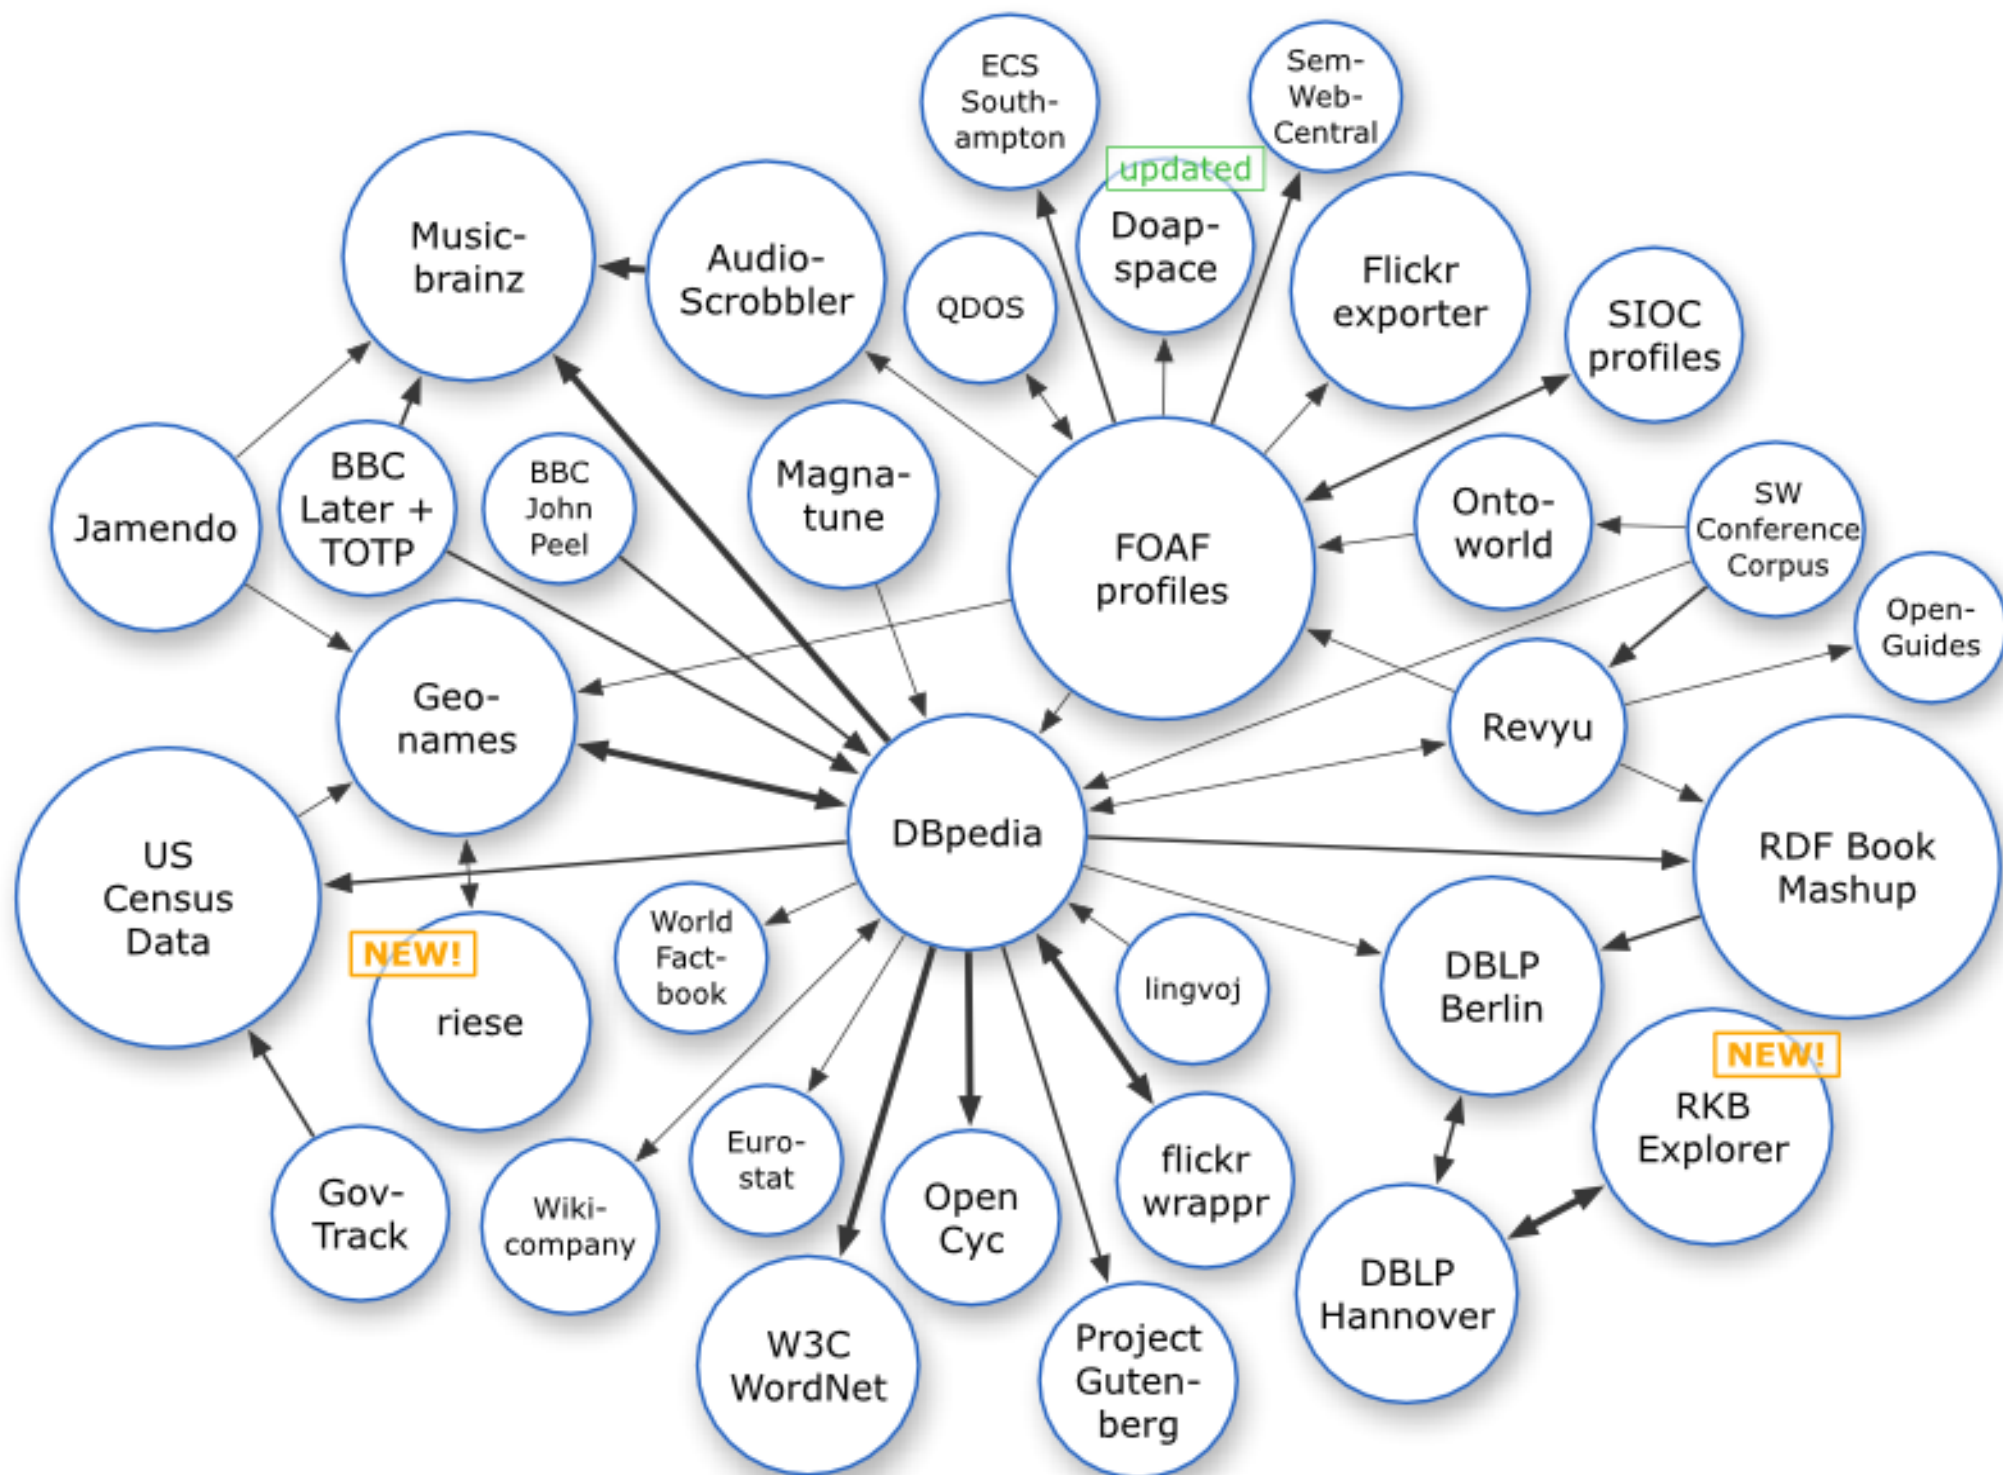 ECS
South-
ampton
Sem-
Web-
Central
updated
Doap-
space
Music-
brainz
Audio-
Scrobbler
QDOS
Flickr
exporter
SIOC
profiles
Jamendo
BBC
Later +
TOTP
BBC
John
Peel
Magna-
tune
FOAF
profiles
Onto-
world
SW
Conference
Corpus
Open-
Guides
Geo-
names
Revyu
US
Census
Data
DBpedia
RDF Book
Mashup
NEW!
riese
World
Fact-
book
lingvoj
DBLP
Berlin
NEW!
RKB
Explorer
Gov-
Track
Wiki-
company
Euro-
stat
Open
Cyc
flickr
wrappr
DBLP
Hannover
W3C
WordNet
Project
Guten-
berg